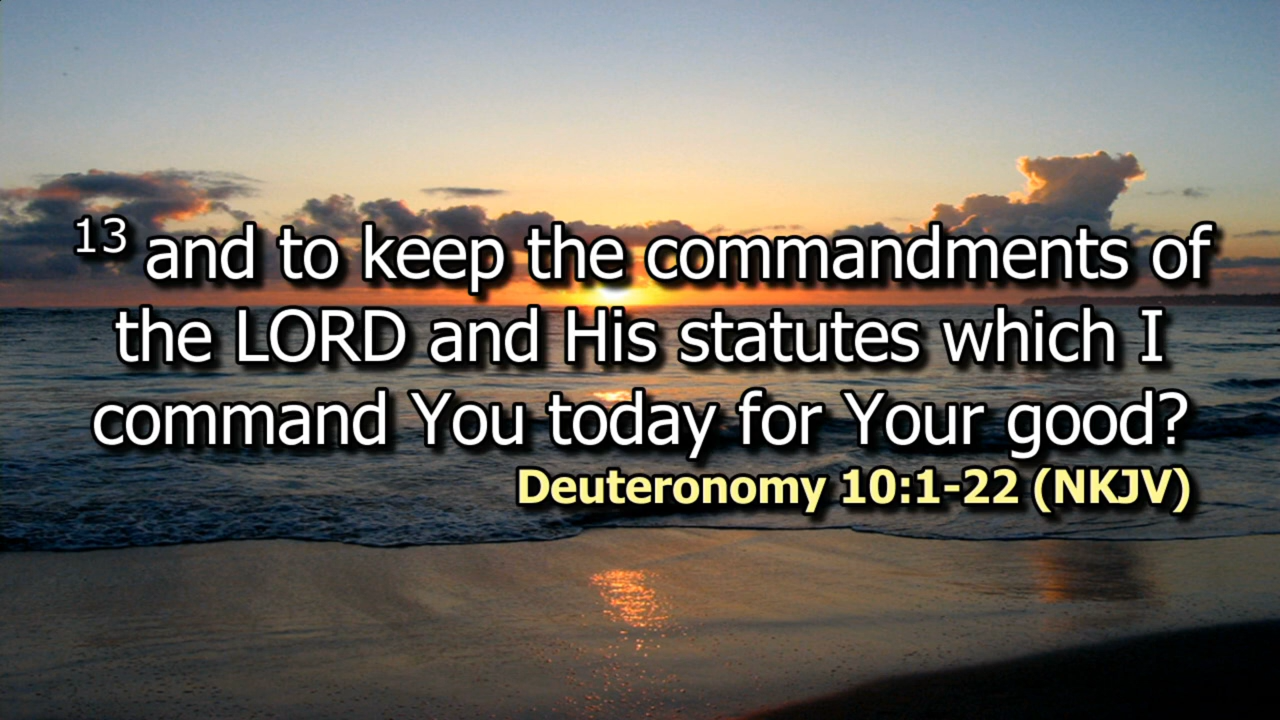 13 and to keep the commandments of
the LORD and His statutes which I
command You today for Your good?
Deuteronomy 10:1-22 (NKJV)